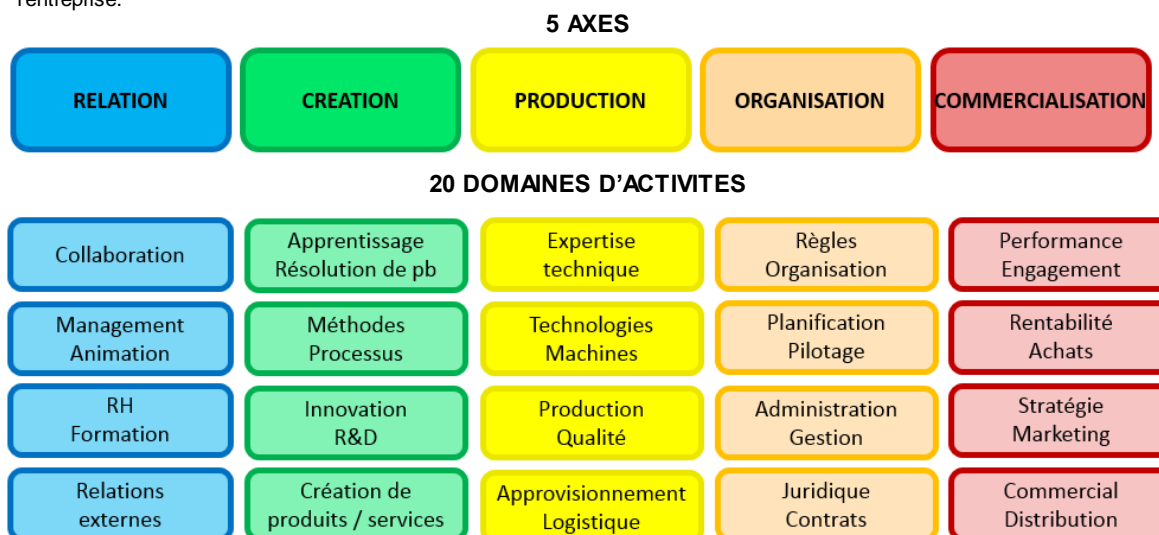 l'entreprise.
5 AXES
RELATION
CREATION
PRODUCTION
ORGANISATION
COMMERCIALISATION
20 DOMAINES D'ACTIVITES
Collaboration
Apprentissage
Résolution de pb
Expertise
technique
Règles
Organisation
Performance
Engagement
Management
Animation
Méthodes
Processus
Technologies
Machines
Planification
Pilotage
Rentabilité
Achats
RH
Formation
Innovation
R&D
Production
Qualité
Administration
Gestion
Stratégie
Marketing
Relations
externes
Création de
produits / services
Approvisionnement
Logistique
Juridique
Contrats
Commercial
Distribution